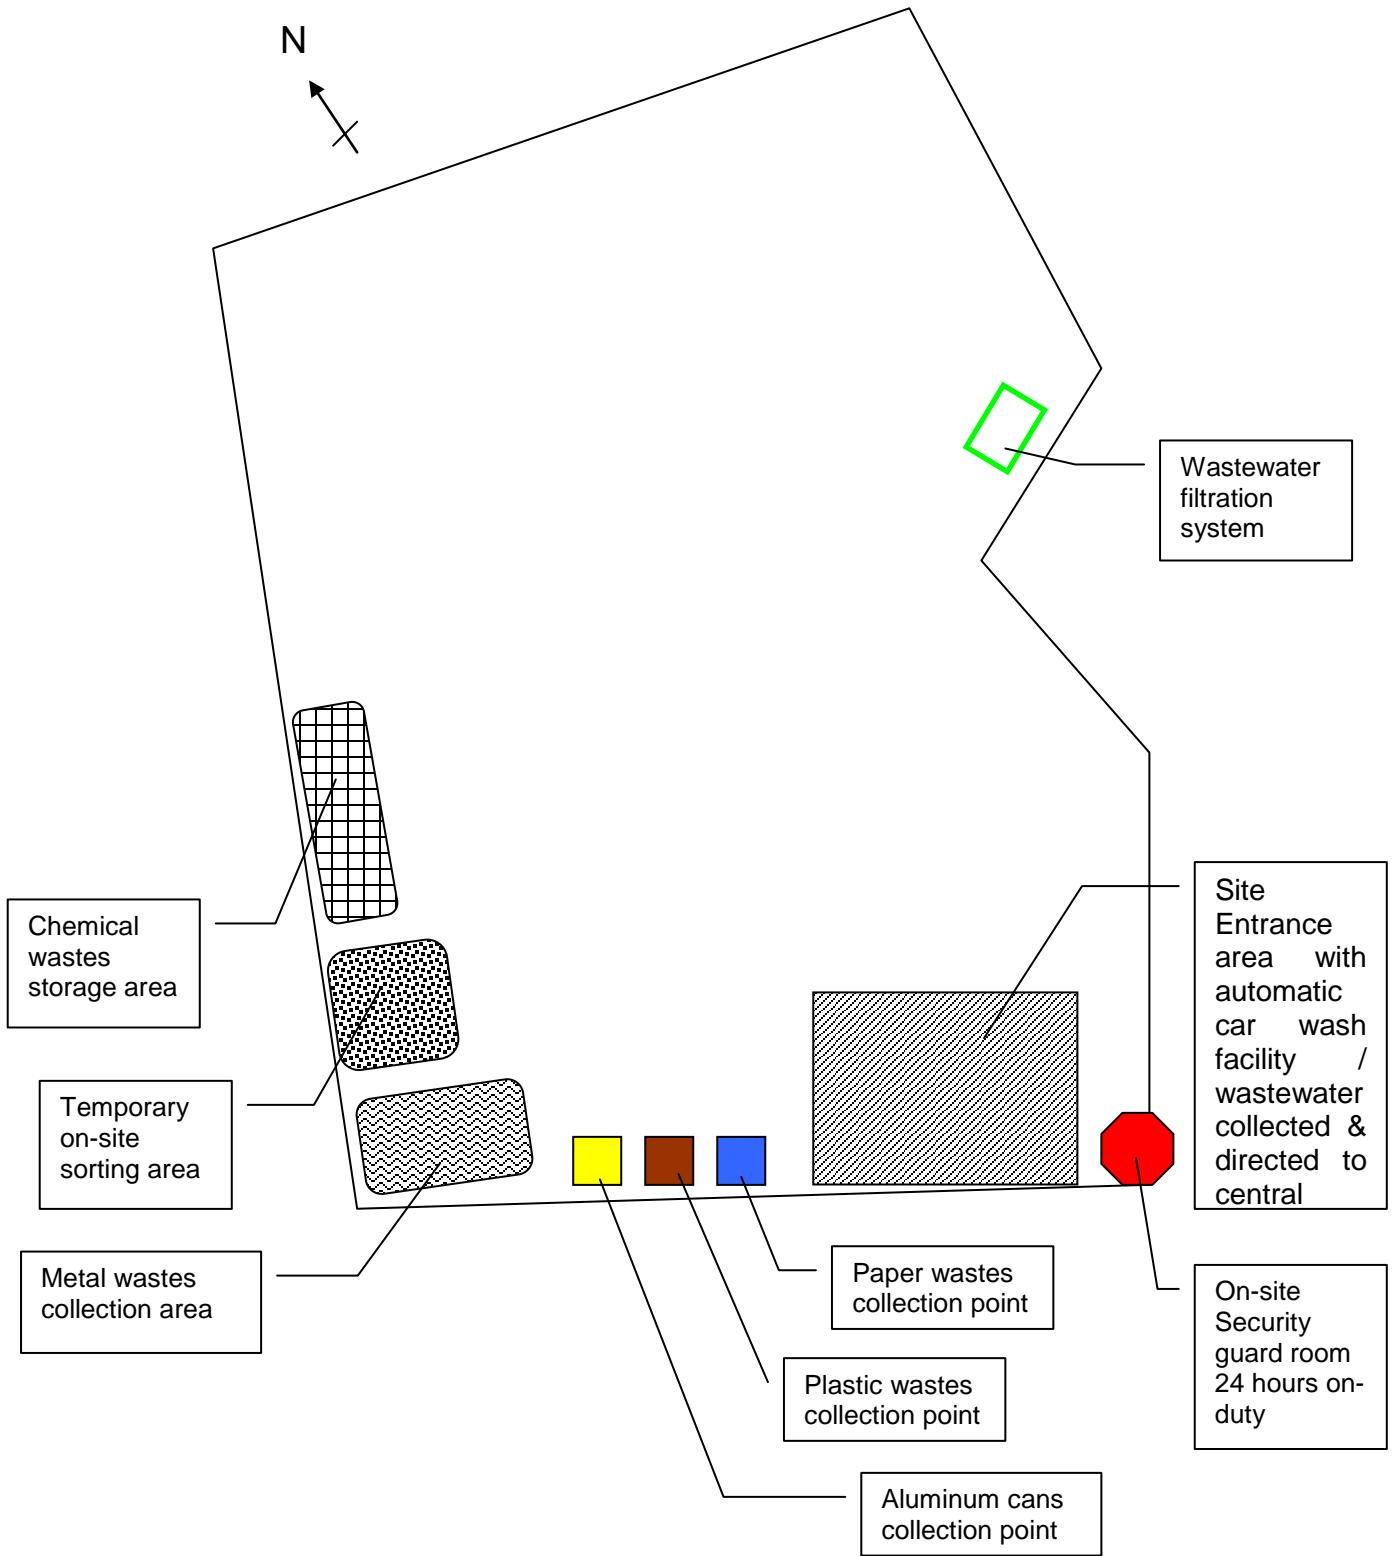 N
Wastewater
filtration
system
Site
Entrance
area with
automatic
car wash
facility /
wastewater
collected &
directed to
central
Chemical
wastes
storage area
Temporary
on-site
sorting area
Metal wastes
collection area
Paper wastes
collection point
On-site
Security
guard room
24 hours on-
duty
Plastic wastes
collection point
Aluminum cans
collection point